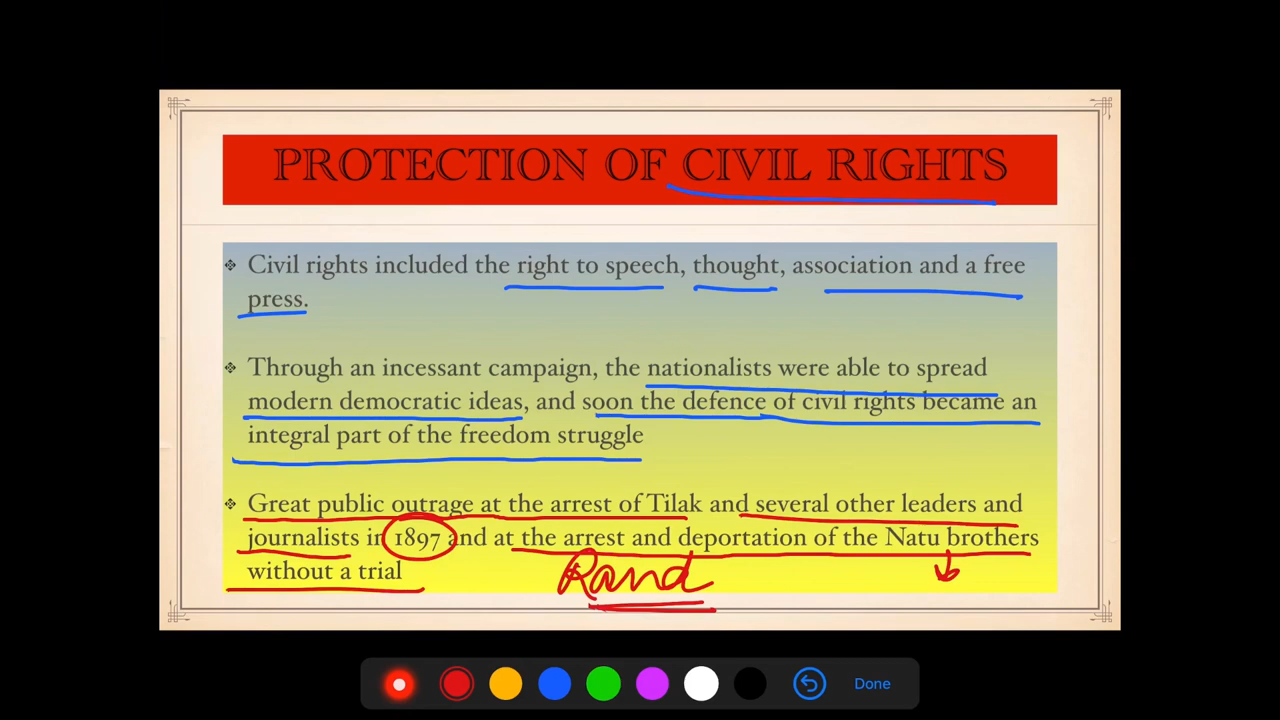 PROTECTION OF CIVIL RIGHTS
❖ Civil rights included the right to speech, thought, association and a free
press.
❖ Through an incessant campaign, the nationalists were able to spread
modern democratic ideas, and soon the defence of civil rights became an
integral part of the freedom struggle
❖ Great public outrage at the arrest of Tilak and several other leaders and
journalists in 1897 and at the arrest and deportation of the Natu brothers
without a trial
Rand
Done